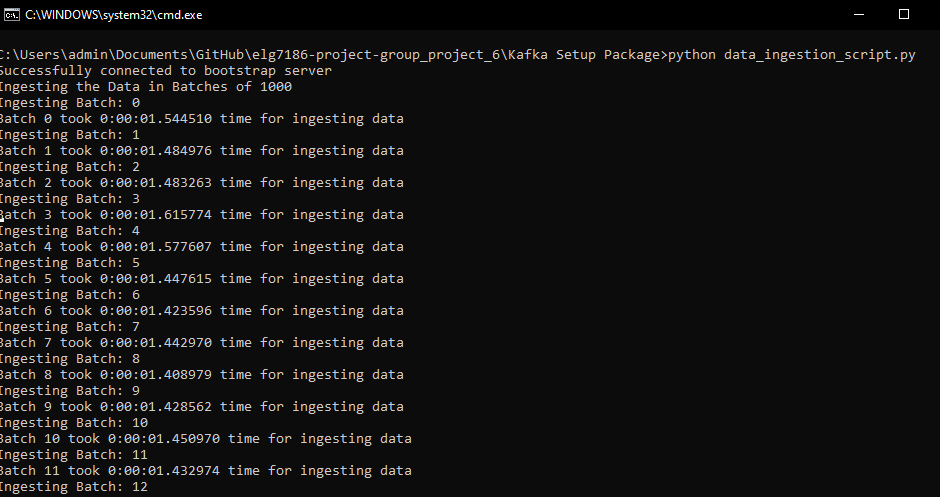 C:\WINDOWS\system32\cmd.exe
C:\Users\admin\Documents\GitHub\elg7186-project-group_project_6\Kafka Setup Package>python data_ingestion_script.py
Successfully connected to bootstrap server
Ingesting the Data in Batches of 1000
Ingesting Batch: 0
Batch 0 took 0:00:01.544510 time for ingesting data
Ingesting Batch: 1
Batch 1 took 0:00:01.484976 time for ingesting data
Ingesting Batch: 2
Batch 2 took 0:00:01.483263 time for ingesting data
Ingesting Batch: 3
Batch 3 took 0:00:01.615774 time for ingesting data
Ingesting Batch: 4
Batch 4 took 0:00:01.577607 time for ingesting data
Ingesting Batch: 5
Batch 5 took 0:00:01.447615 time for ingesting data
Ingesting Batch: 6
Batch 6 took 0:00:01.423596 time for ingesting data
Ingesting Batch: 7
Batch 7 took 0:00:01.442970 time for ingesting data
Ingesting Batch: 8
Batch 8 took 0:00:01.408979 time for ingesting data
Ingesting Batch: 9
Batch 9 took 0:00:01.428562 time for ingesting data
Ingesting Batch: 10
Batch 10 took 0:00:01.450970 time for ingesting data
Ingesting Batch: 11
Batch 11 took 0:00:01.432974 time for ingesting data
Ingesting Batch: 12